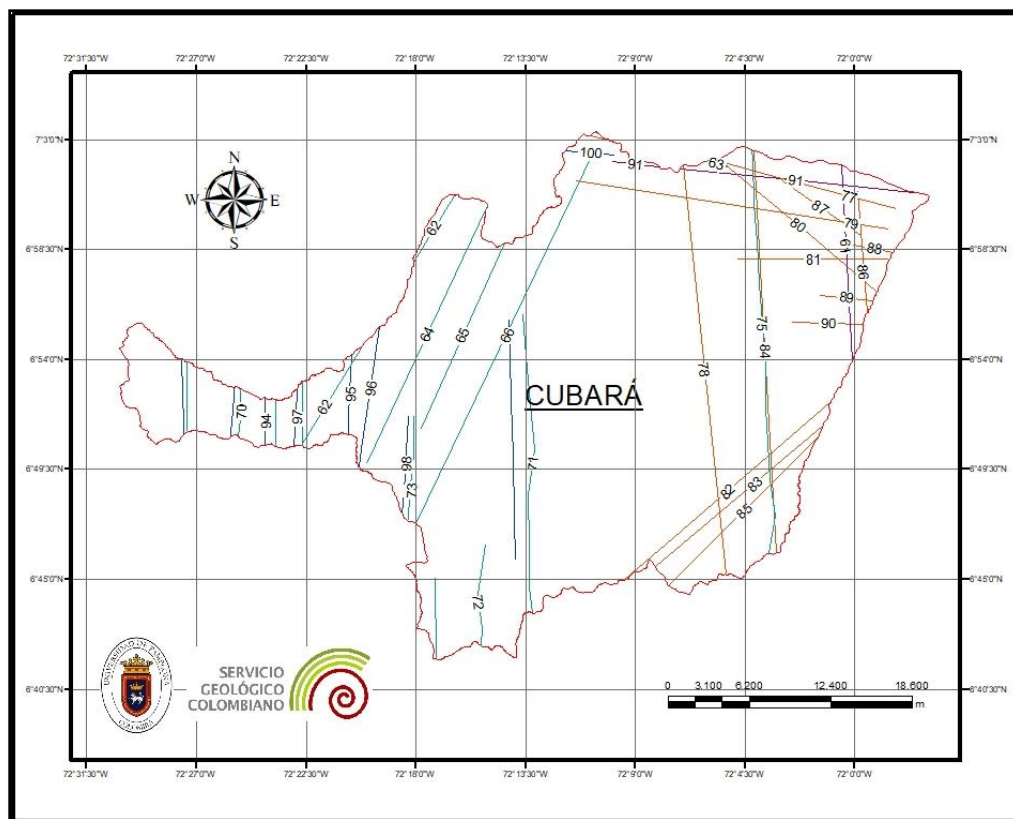 72°31'30"W 72°27'0"W 72°22'30"W 72°18'0"W 72°13'30"W 72°9'0"W 72°4'30"W 72°0'0"W
7°3'0"N 7°3'0"N
100
91
63
91
77
87
79
80
N
W E
S
62
61
88
6°58'30"N 6°58'30"N
81
86
89
64
65
66
75
90
84
6°54'0"N 6°54'0"N
78
96
95
CUBARÁ
62
70
94
97
98
71
6°49'30"N 6°49'30"N
73
82
83
85
6°45'0"N 6°45'0"N
72
UNIVERSIDAD DE PAMPLONA
COLOMBIA
SERVICIO
GEOLÓGICO
COLOMBIANO
6°40'30"N 6°40'30"N
0 3.100 6.200 12.400 18.600
m
72°31'30"W 72°27'0"W 72°22'30"W 72°18'0"W 72°13'30"W 72°9'0"W 72°4'30"W 72°0'0"W